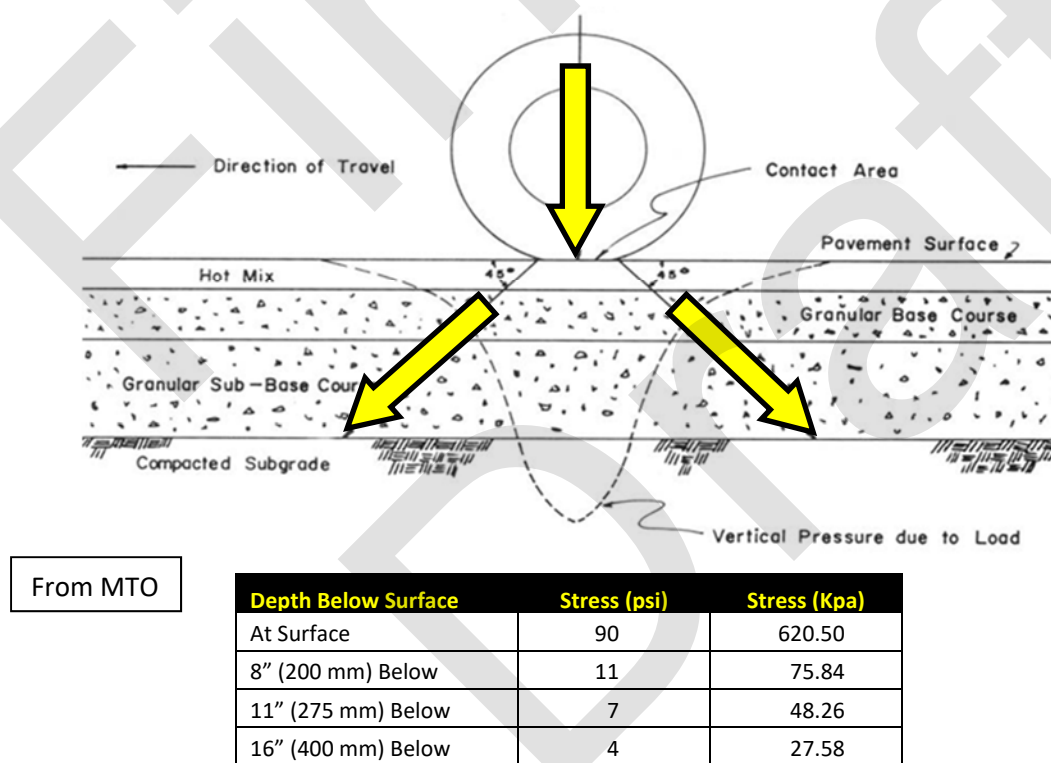 Direction of Travel
Contact Area
Pavement Surface
45°
45°
Hot Mix
Granular Base Course
Granular Sub-Base Cour
Compacted Subgrade
Vertical Pressure due to Load
From MTO
Depth Below Surface Stress (psi) Stress (Kpa)
At Surface 90 620.50
8” (200 mm) Below 11 75.84
11” (275 mm) Below 7 48.26
16” (400 mm) Below 4 27.58